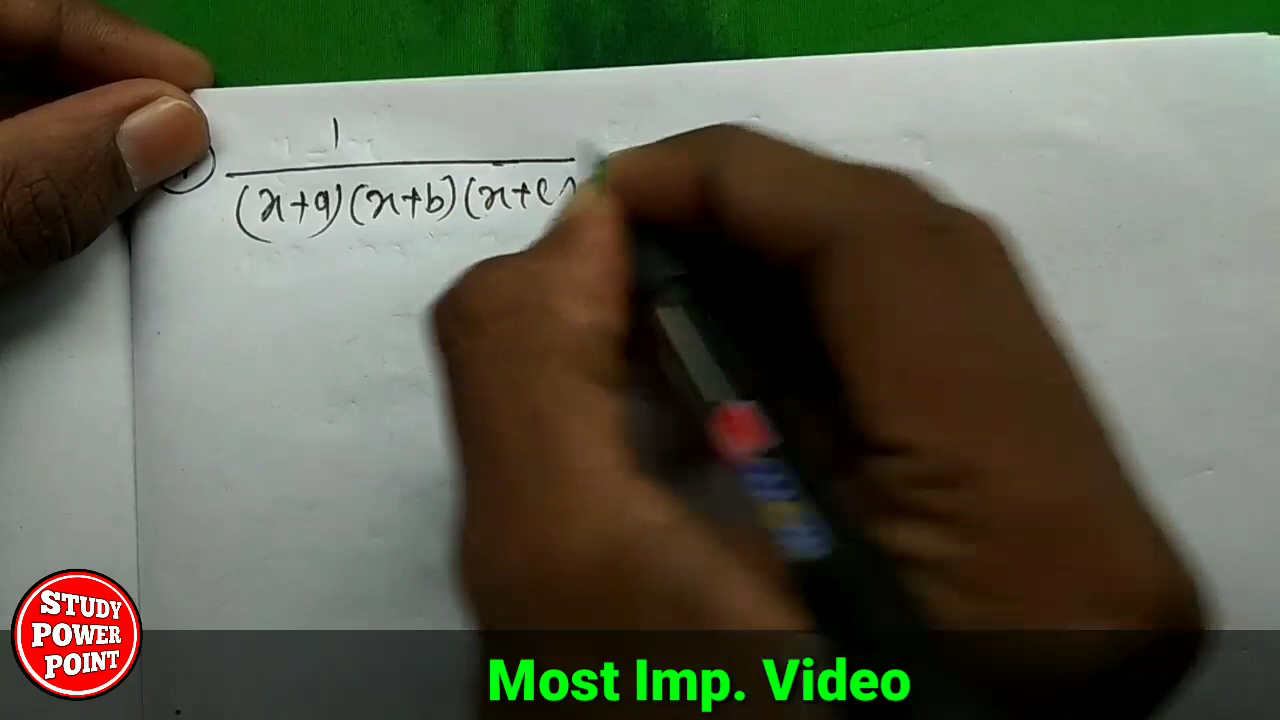 1
(x+a)(x+b)(x+c)
STUDY
POWER
POINT
Most Imp. Video